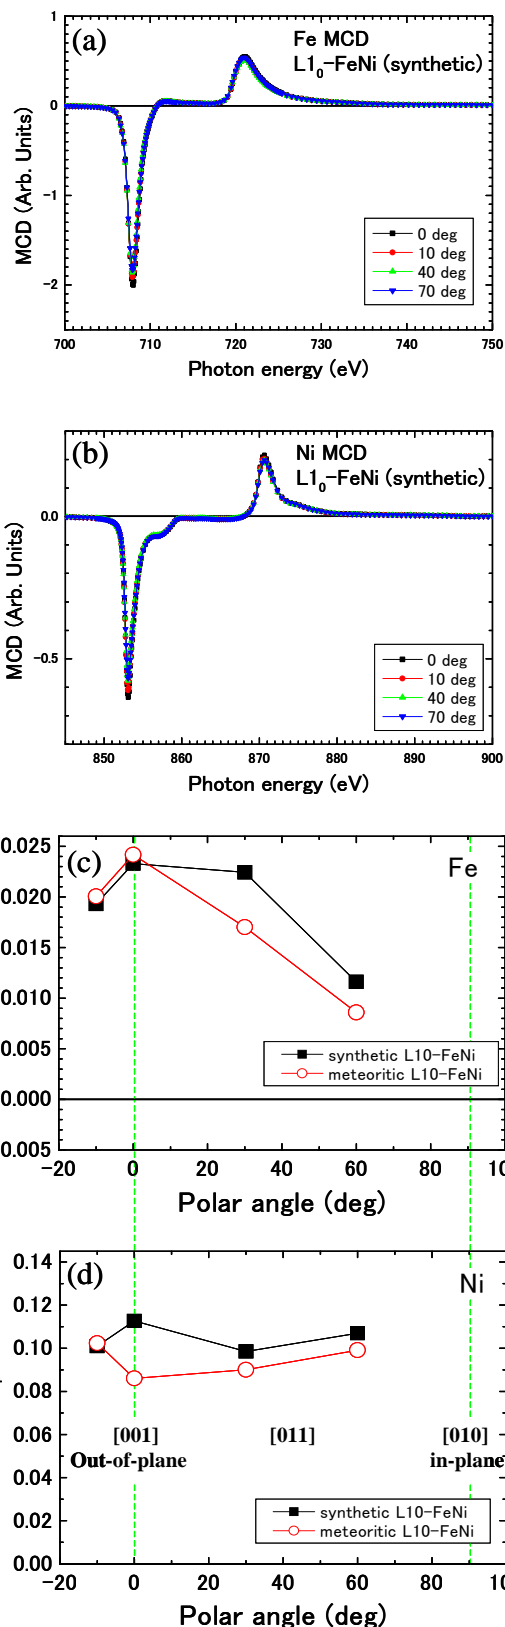 (a)
Fe MCD
L1₀-FeNi (synthetic)
MCD (Arb. Units)
1
0
−1
−2
0 deg
10 deg
40 deg
70 deg
700 710 720 730 740 750
Photon energy (eV)
(b)
Ni MCD
L1₀-FeNi (synthetic)
MCD (Arb. Units)
0.0
−0.5
0 deg
10 deg
40 deg
70 deg
850 860 870 880 890 900
Photon energy (eV)
(c)
Fe
0.025
0.020
0.015
0.010
0.005
0.000
0.005
synthetic L10-FeNi
meteoritic L10-FeNi
−20 0 20 40 60 80
Polar angle (deg)
(d)
Ni
0.14
0.12
0.10
0.08
0.06
0.04
0.02
0.00
[001] [011] [010]
Out-of-plane in-plane
synthetic L10-FeNi
meteoritic L10-FeNi
−20 0 20 40 60 80
Polar angle (deg)